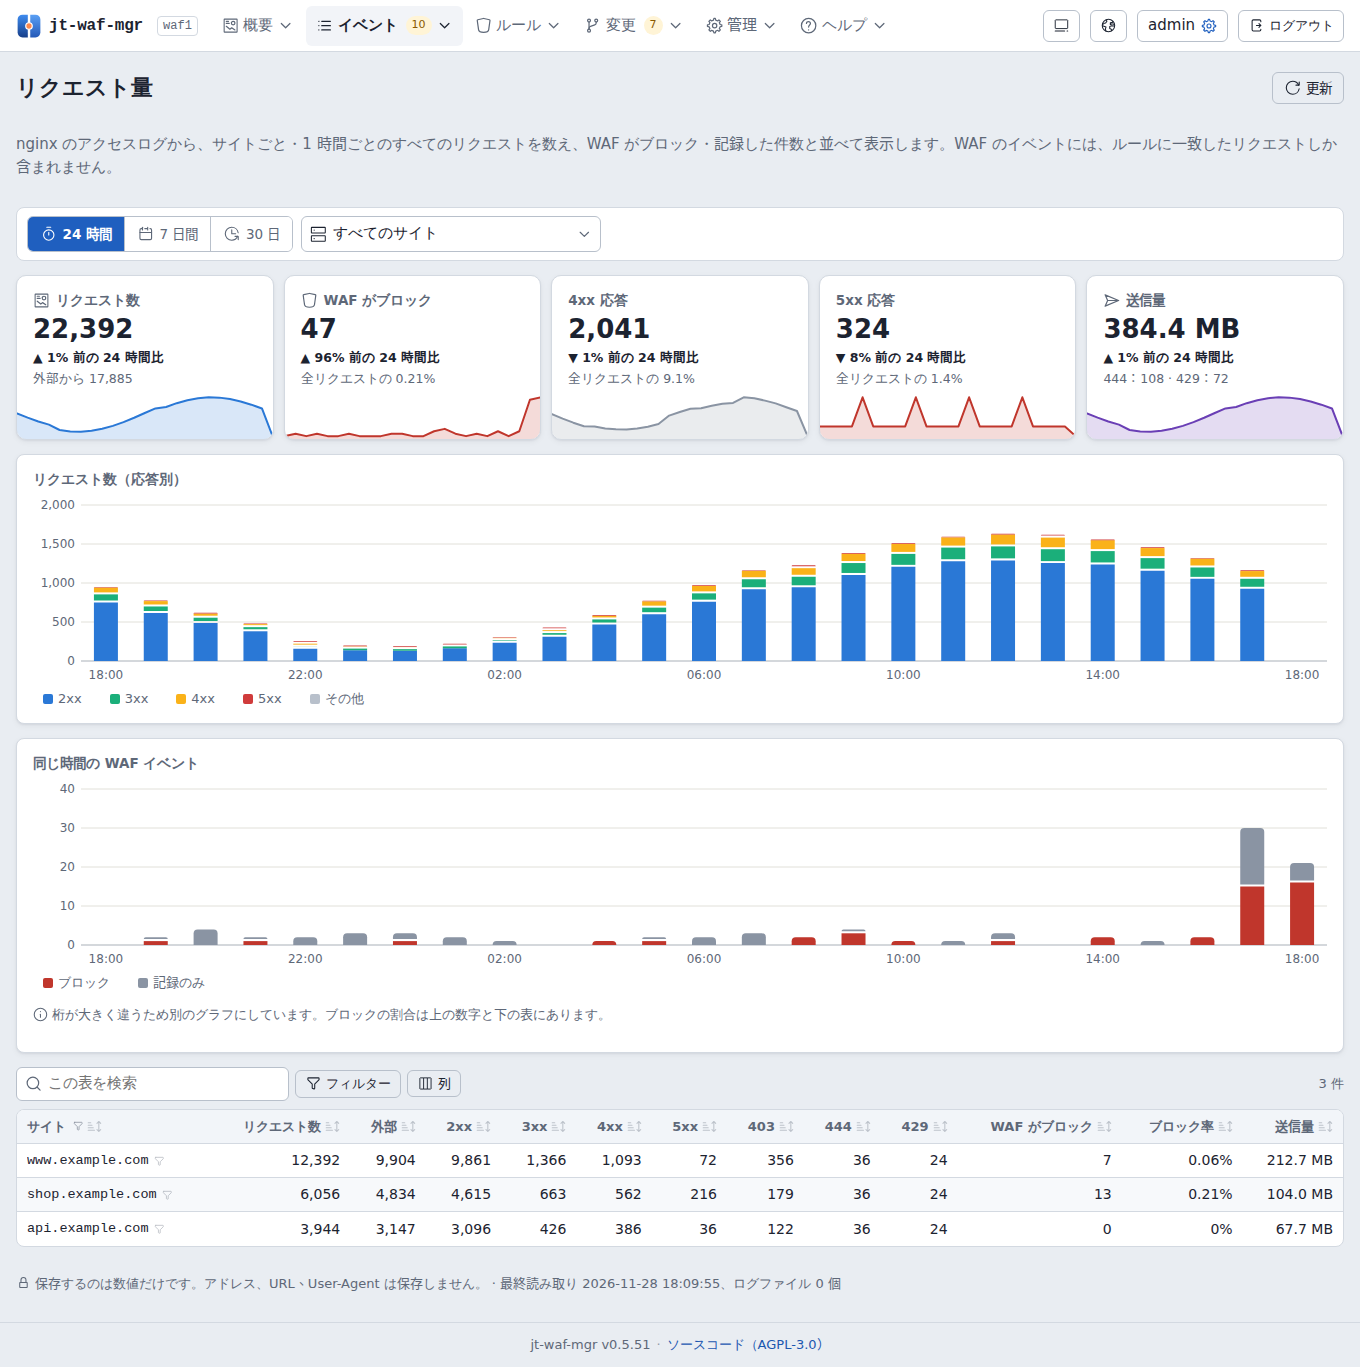 jt-waf-mgr waf1 概要 イベント 10 ルール 変更 7 管理 ヘルプ admin ログアウト
リクエスト量
更新
nginx のアクセスログから、サイトごと・1 時間ごとのすべてのリクエストを数え、WAF がブロック・記録した件数と並べて表示します。WAF のイベントには、ルールに一致したリクエストしか
含まれません。
24 時間 7 日間 30 日 すべてのサイト
リクエスト数 WAF がブロック 4xx 応答 5xx 応答 送信量
22,392 47 2,041 324 384.4 MB
▲ 1% 前の 24 時間比 ▲ 96% 前の 24 時間比 ▼ 1% 前の 24 時間比 ▼ 8% 前の 24 時間比 ▲ 1% 前の 24 時間比
外部から 17,885 全リクエストの 0.21% 全リクエストの 9.1% 全リクエストの 1.4% 444：108 · 429：72
リクエスト数（応答別）
2,000
1,500
1,000
500
0
18:00 22:00 02:00 06:00 10:00 14:00 18:00
2xx 3xx 4xx 5xx その他
同じ時間の WAF イベント
40
30
20
10
0
18:00 22:00 02:00 06:00 10:00 14:00 18:00
ブロック 記録のみ
桁が大きく違うため別のグラフにしています。ブロックの割合は上の数字と下の表にあります。
この表を検索 フィルター 列 3 件
サイト リクエスト数 外部 2xx 3xx 4xx 5xx 403 444 429 WAF がブロック ブロック率 送信量
www.example.com 12,392 9,904 9,861 1,366 1,093 72 356 36 24 7 0.06% 212.7 MB
shop.example.com 6,056 4,834 4,615 663 562 216 179 36 24 13 0.21% 104.0 MB
api.example.com 3,944 3,147 3,096 426 386 36 122 36 24 0 0% 67.7 MB
保存するのは数値だけです。アドレス、URL、User-Agent は保存しません。 · 最終読み取り 2026-11-28 18:09:55、ログファイル 0 個
jt-waf-mgr v0.5.51 · ソースコード（AGPL-3.0）